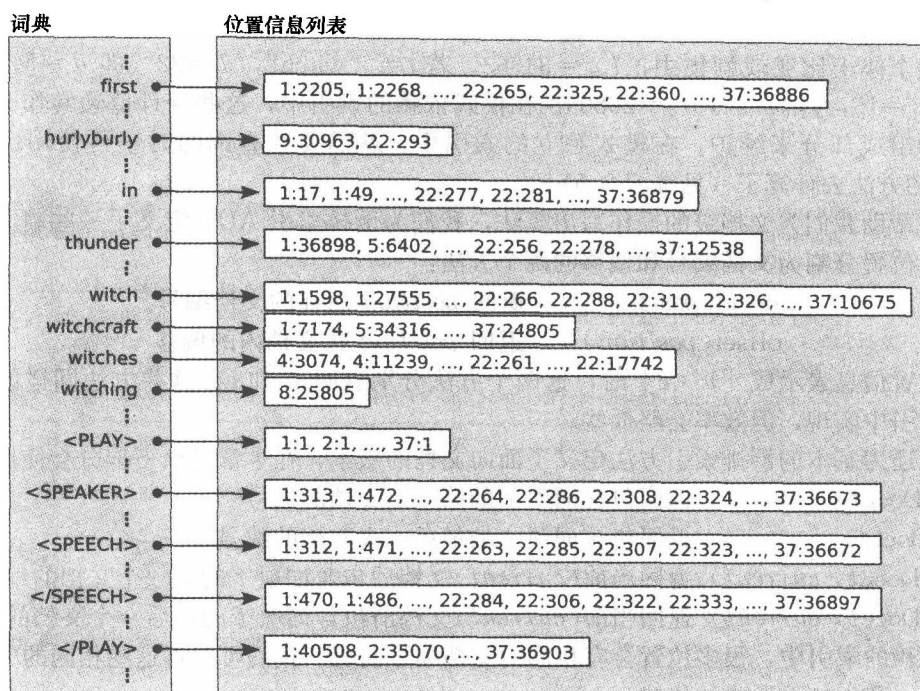 词典 位置信息列表
first 1:2205, 1:2268, ..., 22:265, 22:325, 22:360, ..., 37:36886
hurlyburly 9:30963, 22:293
in 1:17, 1:49, ..., 22:277, 22:281, ..., 37:36879
thunder 1:36898, 5:6402, ..., 22:256, 22:278, ..., 37:12538
witch 1:1598, 1:27555, ..., 22:266, 22:288, 22:310, 22:326, ..., 37:10675
witchcraft 1:7174, 5:34316, ..., 37:24805
witches 4:3074, 4:11239, ..., 22:261, ..., 22:17742
witching 8:25805
<PLAY> 1:1, 2:1, ..., 37:1
<SPEAKER> 1:313, 1:472, ..., 22:264, 22:286, 22:308, 22:324, ..., 37:36673
<SPEECH> 1:312, 1:471, ..., 22:263, 22:285, 22:307, 22:323, ..., 37:36672
</SPEECH> 1:470, 1:486, ..., 22:284, 22:306, 22:322, 22:333, ..., 37:36897
</PLAY> 1:40508, 2:35070, ..., 37:36903